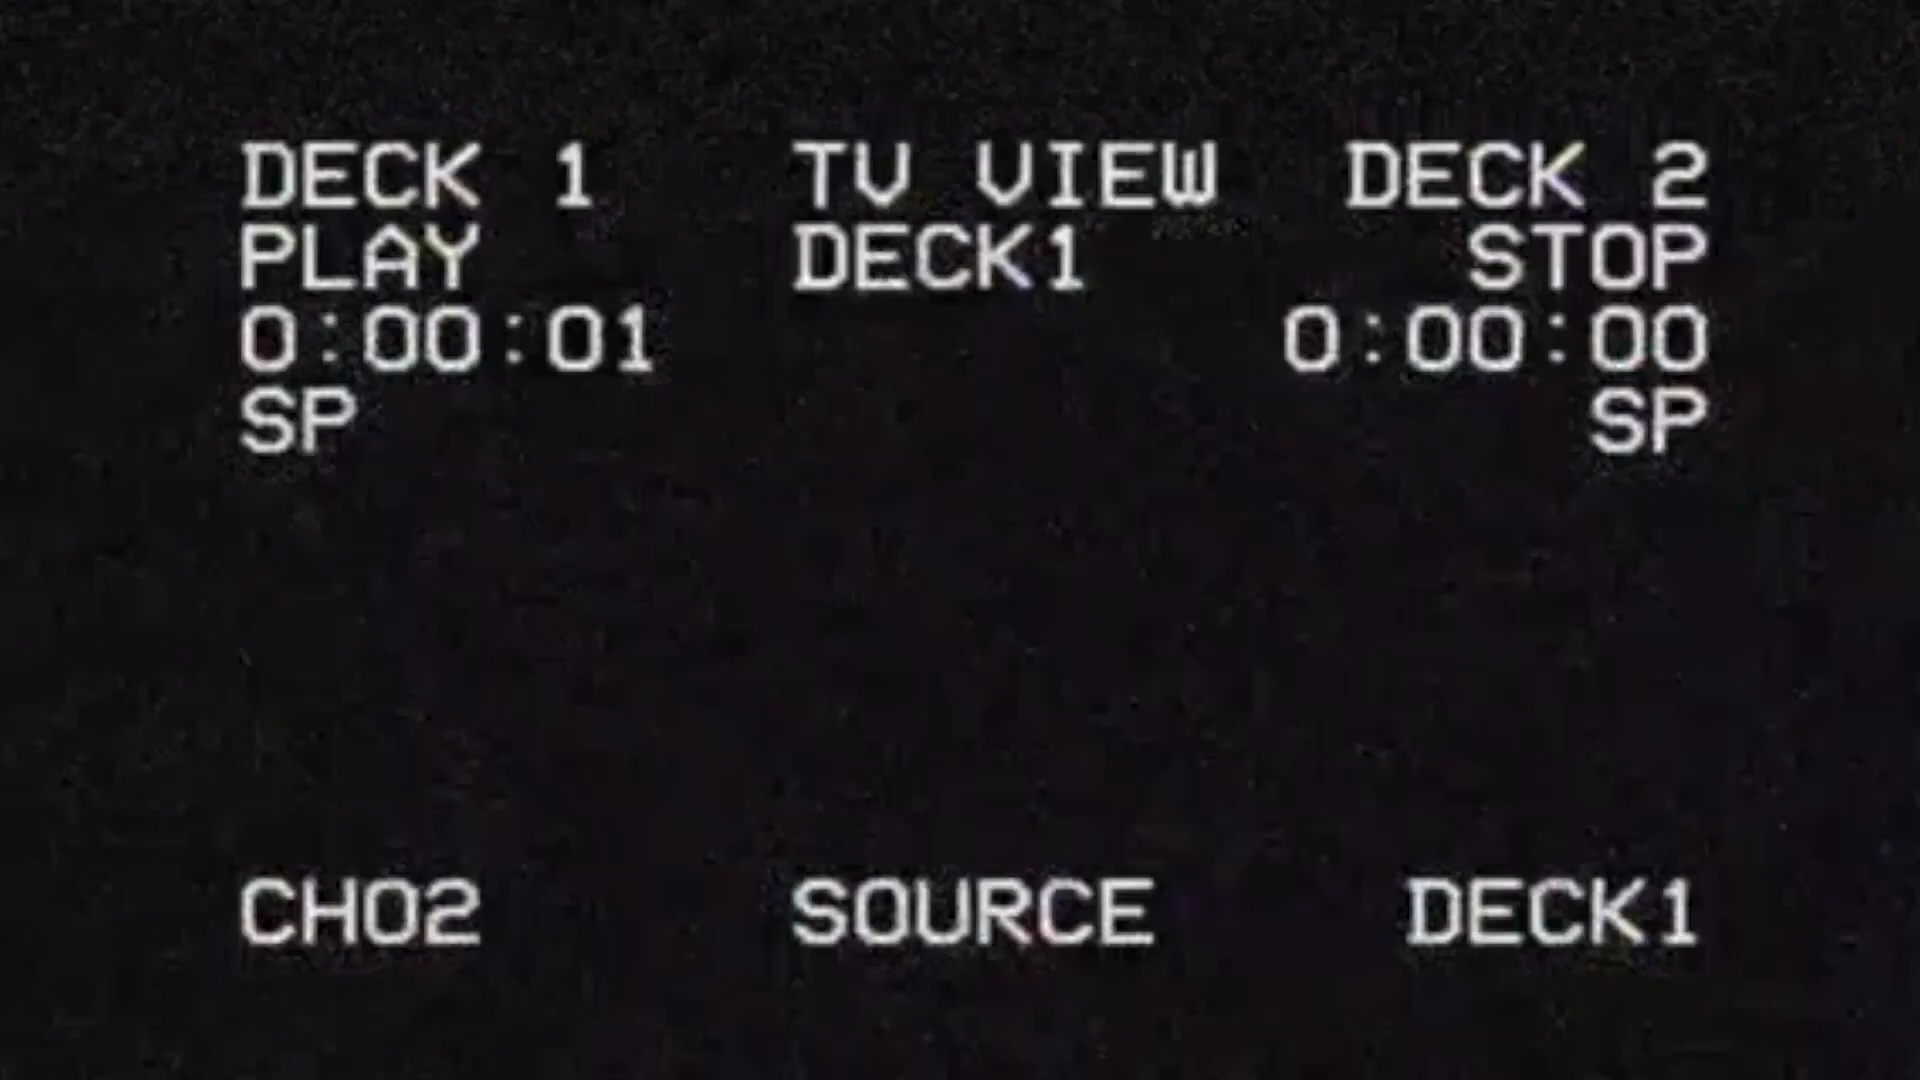 DECK 1 TV VIEW DECK 2
PLAY DECK1 STOP
0:00:01 0:00:00
SP SP
CH02 SOURCE DECK1